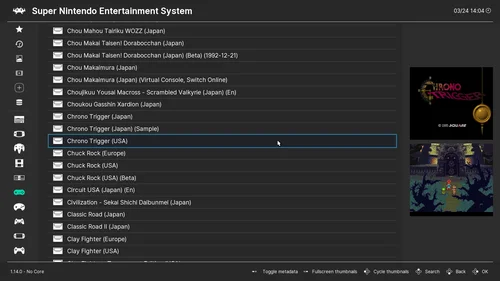 Super Nintendo Entertainment System
03/24 14:04
Chou Mahou Tairiku WOZZ (Japan)
Chou Makai Taisen! Dorabocchan (Japan)
Chou Makai Taisen! Dorabocchan (Japan) (Beta) (1992-12-21)
Chou Makaimura (Japan)
Chou Makaimura (Japan) (Virtual Console, Switch Online)
Choujikuu Yousai Macross - Scrambled Valkyrie (Japan) (En)
Choukou Gasshin Xardion (Japan)
Chrono Trigger (Japan)
Chrono Trigger (Japan) (Sample)
Chrono Trigger (USA)
Chuck Rock (Europe)
Chuck Rock (USA)
Chuck Rock (USA) (Beta)
Circuit USA (Japan) (En)
Civilization - Sekai Shichi Daibunmei (Japan)
Classic Road (Japan)
Classic Road II (Japan)
Clay Fighter (Europe)
Clay Fighter (USA)
CHRONO
TRIGGER
1.14.0 - No Core
Toggle metadata
Fullscreen thumbnails
Cycle thumbnails
Search
Back
OK